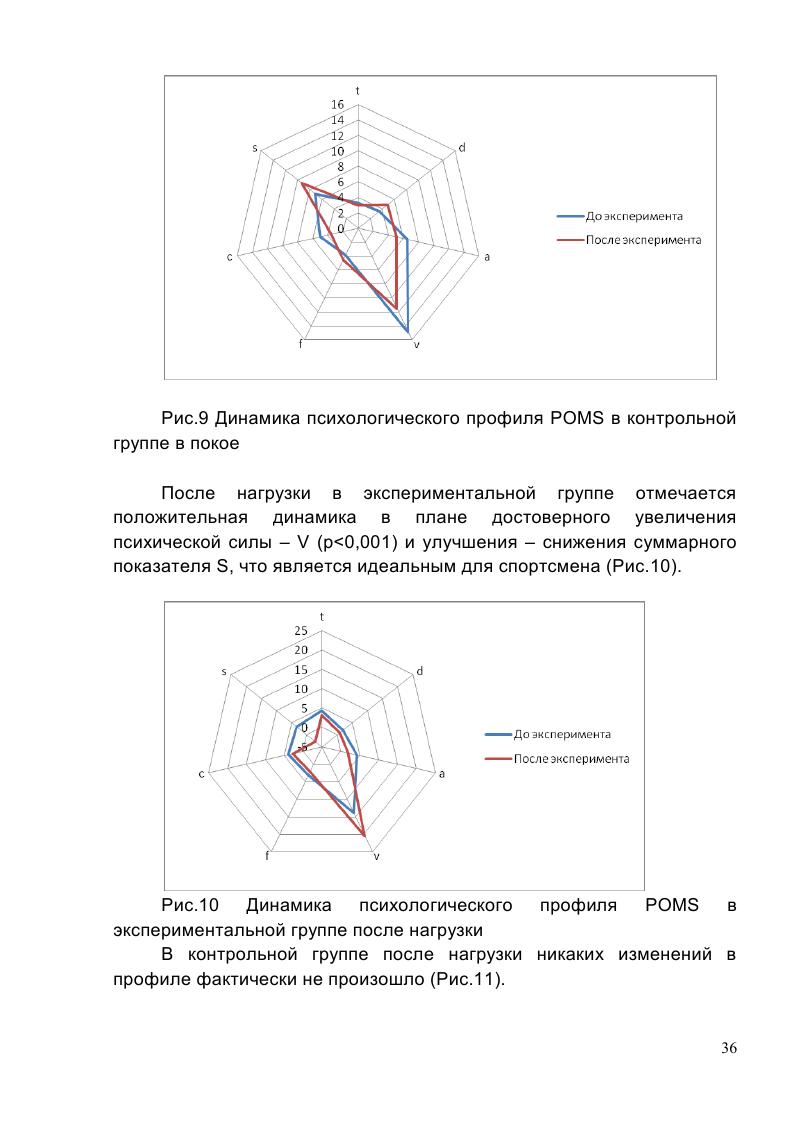 t
16
14
12
10
8
6
4
2
0
s
d
a
c
f
v
До эксперимента
После эксперимента
Рис.9 Динамика психологического профиля POMS в контрольной
группе в покое
После нагрузки в экспериментальной группе отмечается
положительная динамика в плане достоверного увеличения
психической силы – V (p<0,001) и улучшения – снижения суммарного
показателя S, что является идеальным для спортсмена (Рис.10).
t
25
20
15
10
5
0
-5
s
d
a
c
f
v
До эксперимента
После эксперимента
Рис.10 Динамика психологического профиля POMS в
экспериментальной группе после нагрузки
В контрольной группе после нагрузки никаких изменений в
профиле фактически не произошло (Рис.11).
36